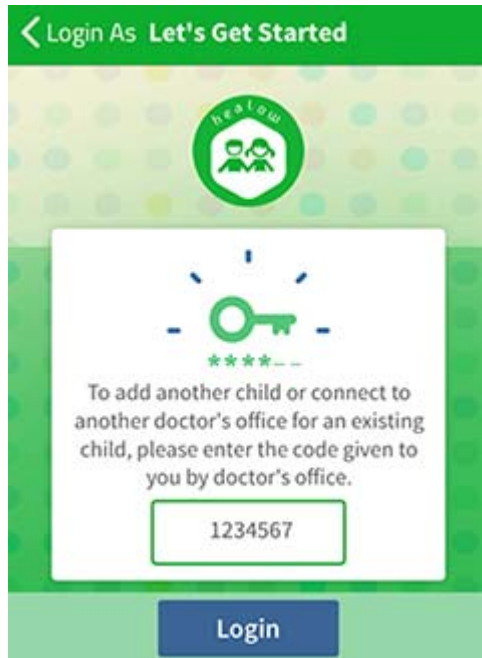 Login As Let's Get Started
healow
****--
To add another child or connect to
another doctor's office for an existing
child, please enter the code given to
you by doctor's office.
1234567
Login